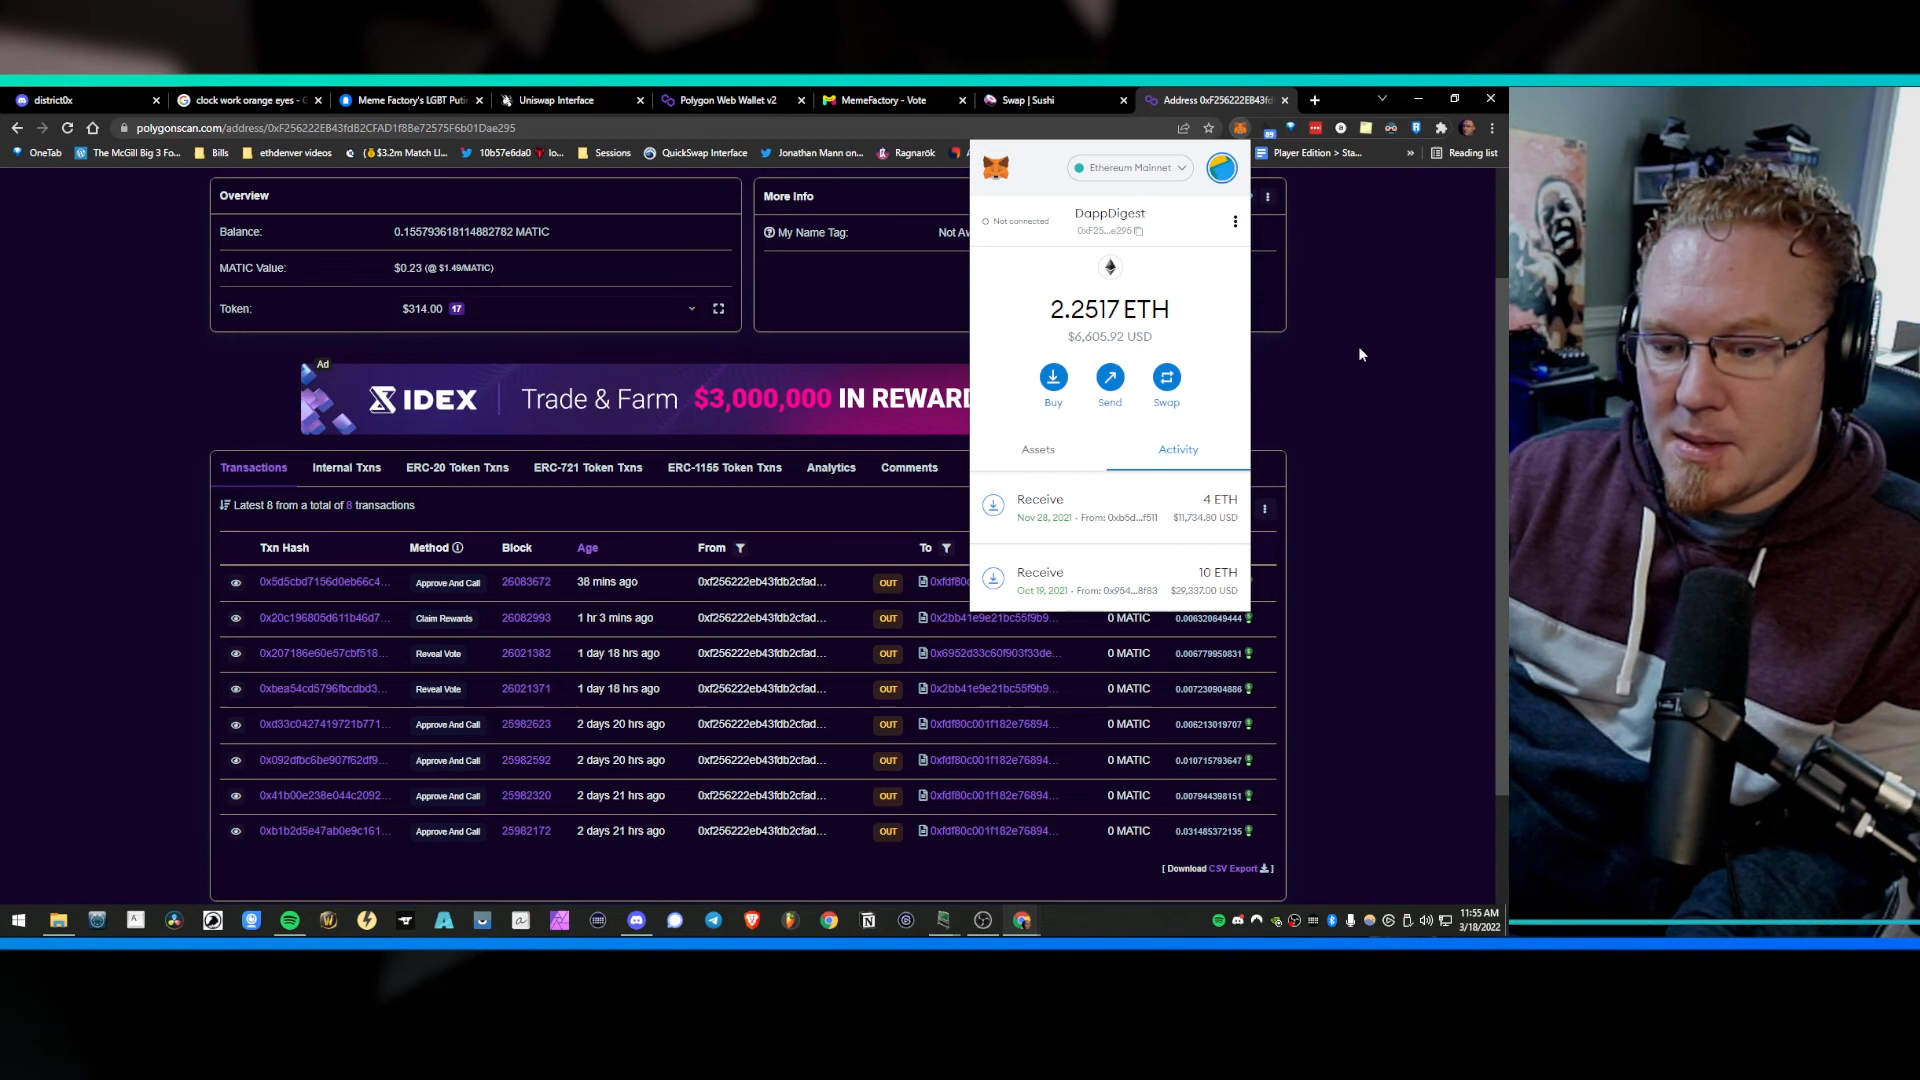 district0x
clock work orange eyes - G
Meme Factory's LGBT Puti
Uniswap Interface
Polygon Web Wallet v2
MemeFactory - Vote
Swap | Sushi
Address 0xF256222EB43fd
polygonscan.com/address/0xF256222EB43fdB2CFAD1f8Be72575F6b01Dae295
89
OneTab
The McGill Big 3 Fo...
Bills
ethdenver videos
(💰$3.2m Match LI...
10b57e6da0
lo...
Sessions
QuickSwap Interface
Jonathan Mann on...
Ragnarök
Player Edition > Sta...
»
Reading list
Overview
Balance:
0.155793618114882782 MATIC
MATIC Value:
$0.23 (@ $1.49/MATIC)
Token:
$314.00 17
More Info
My Name Tag:
Not Av
Ethereum Mainnet
Not connected
DappDigest
0xF25...e295
2.2517 ETH
$6,605.92 USD
Buy
Send
Swap
Assets
Activity
Receive
4 ETH
Nov 28, 2021 - From: 0xb5d...f511
$11,734.80 USD
Receive
10 ETH
Oct 19, 2021 - From: 0x954...8f83
$29,337.00 USD
Ad
IDEX
Trade & Farm $3,000,000 IN REWARD
Transactions
Internal Txns
ERC-20 Token Txns
ERC-721 Token Txns
ERC-1155 Token Txns
Analytics
Comments
Latest 8 from a total of 8 transactions
Txn Hash
Method
Block
Age
From
To
0x5d5cbd7156d0eb66c4... Approve And Call 26083672 38 mins ago 0xf256222eb43fdb2cfad... OUT 0xfdf80c
0x20c196805d611b46d7... Claim Rewards 26082993 1 hr 3 mins ago 0xf256222eb43fdb2cfad... OUT 0x2bb41e9e21bc55f9b9... 0 MATIC 0.006320649444
0x207186e60e57cbf518... Reveal Vote 26021382 1 day 18 hrs ago 0xf256222eb43fdb2cfad... OUT 0x6952d33c60f903f33de... 0 MATIC 0.006779950831
0xbea54cd5796fbcdbd3... Reveal Vote 26021371 1 day 18 hrs ago 0xf256222eb43fdb2cfad... OUT 0x2bb41e9e21bc55f9b9... 0 MATIC 0.007230904886
0xd33c0427419721b771... Approve And Call 25982623 2 days 20 hrs ago 0xf256222eb43fdb2cfad... OUT 0xfdf80c001f182e76894... 0 MATIC 0.006213019707
0x092dfbc6be907f62df9... Approve And Call 25982592 2 days 20 hrs ago 0xf256222eb43fdb2cfad... OUT 0xfdf80c001f182e76894... 0 MATIC 0.010715793647
0x41b00e238e044c2092... Approve And Call 25982320 2 days 21 hrs ago 0xf256222eb43fdb2cfad... OUT 0xfdf80c001f182e76894... 0 MATIC 0.007944398151
0xb1b2d5e47ab0e9c161... Approve And Call 25982172 2 days 21 hrs ago 0xf256222eb43fdb2cfad... OUT 0xfdf80c001f182e76894... 0 MATIC 0.031485372135
[ Download CSV Export ]
11:55 AM
3/18/2022